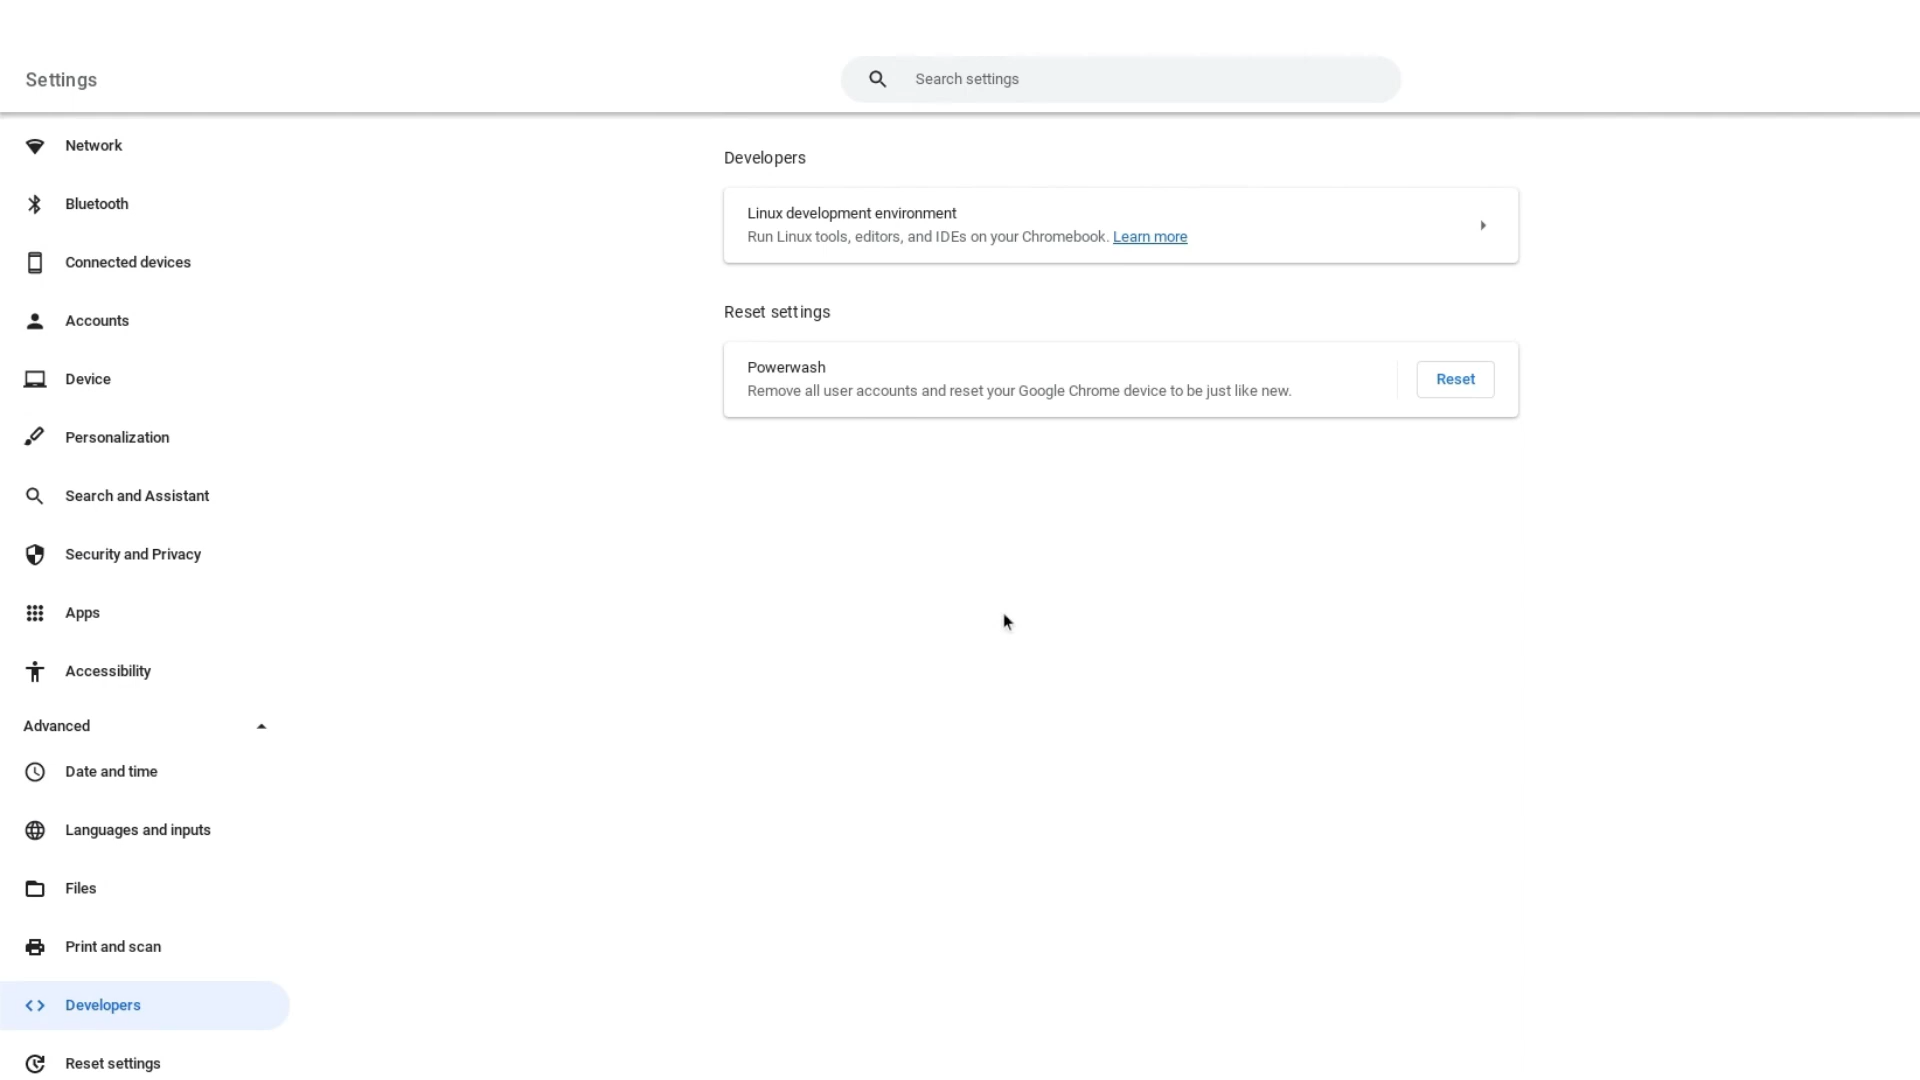 Settings
Search settings
Network
Bluetooth
Connected devices
Accounts
Device
Personalization
Search and Assistant
Security and Privacy
Apps
Accessibility
Advanced
Date and time
Languages and inputs
Files
Print and scan
Developers
Reset settings
Developers
Linux development environment
Run Linux tools, editors, and IDEs on your Chromebook. Learn more
Reset settings
Powerwash
Remove all user accounts and reset your Google Chrome device to be just like new.
Reset